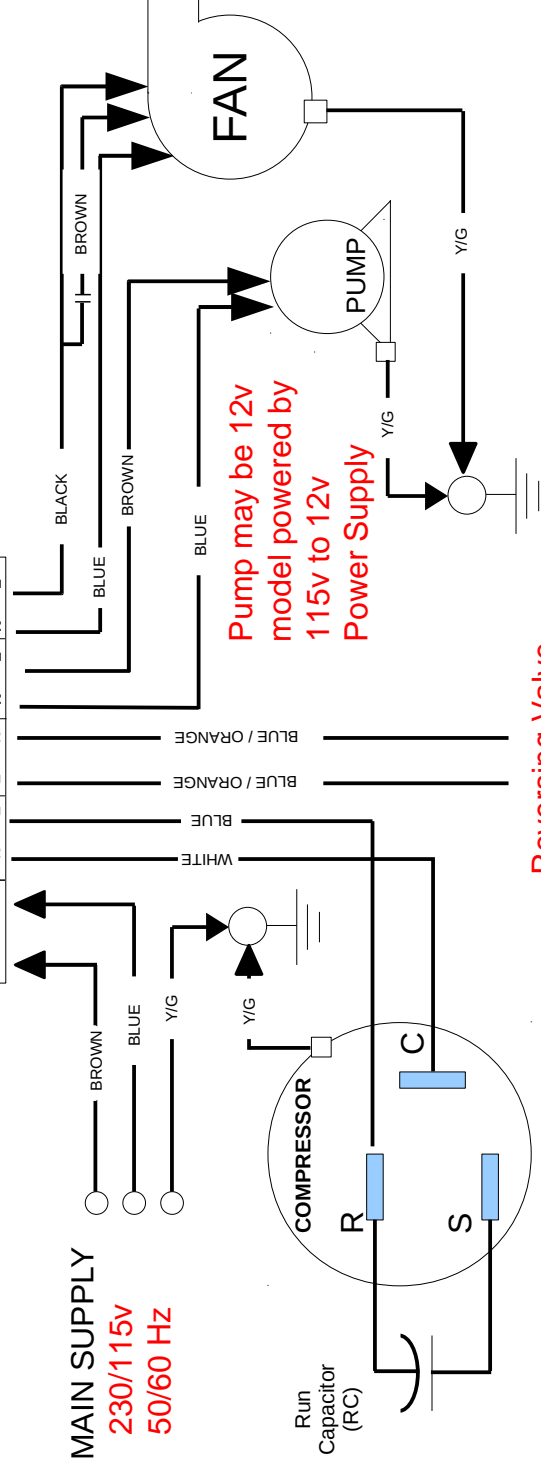 FAN
BROWN
BLACK
BLUE
BROWN
BLUE
PUMP
Y/G
Y/G
Pump may be 12v
model powered by
115v to 12v
Power Supply
BLUE / ORANGE
BLUE / ORANGE
BLUE
WHITE
Reversing Valve
MAIN SUPPLY
230/115v
50/60 Hz
BROWN
BLUE
Y/G
Y/G
COMPRESSOR
C
R
S
Run
Capacitor
(RC)